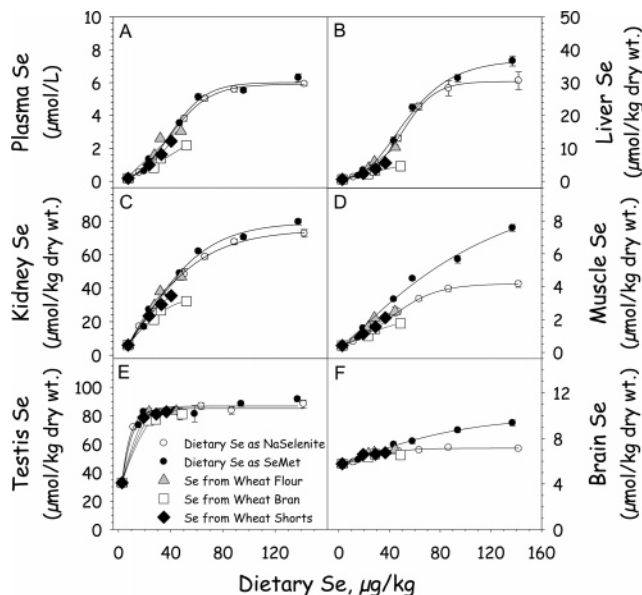 A
B
10
8
6
4
2
0
Plasma Se
(µmol/L)
50
40
30
20
10
0
Liver Se
(µmol/kg dry wt.)
C
D
80
60
40
20
0
Kidney Se
(µmol/kg dry wt.)
8
6
4
2
0
Muscle Se
(µmol/kg dry wt.)
E
F
100
80
60
40
20
0
Testis Se
(µmol/kg dry wt.)
Dietary Se as NaSelenite
Dietary Se as SeMet
Se from Wheat Flour
Se from Wheat Bran
Se from Wheat Shorts
12
8
4
0
Brain Se
(µmol/kg dry wt.)
0 40 80 120 0 40 80 120 160
Dietary Se, µg/kg